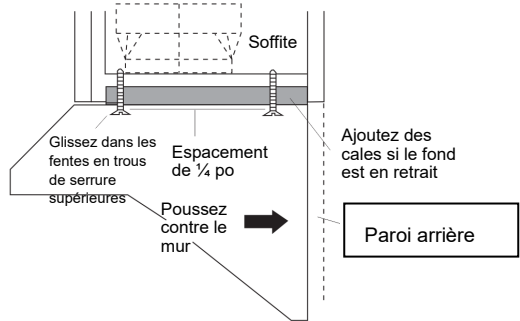 Soffite
Glissez dans les
fentes en trous
de serrure
supérieures
Espacement
de ¼ po
Ajoutez des
cales si le fond
est en retrait
Poussez
contre le
mur
Paroi arrière